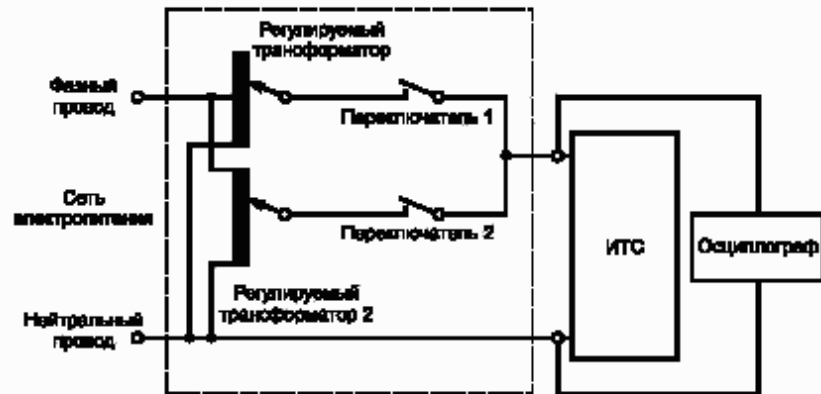 Регулируемый
трансформатор
Фазный
провод
Переключатель 1
Сеть
электропитания
Переключатель 2
ИТС
Осциллограф
Регулируемый
трансформатор 2
Нейтральный
провод